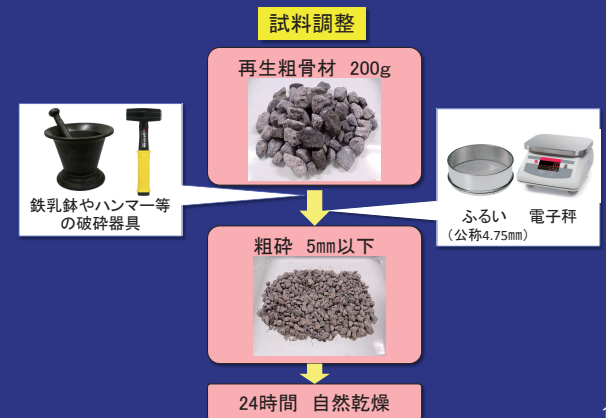 試料調整
再生粗骨材 200g
鉄乳鉢やハンマー等
の破砕器具
ふるい 電子秤
（公称4.75㎜）
粗砕 5㎜以下
24時間 自然乾燥